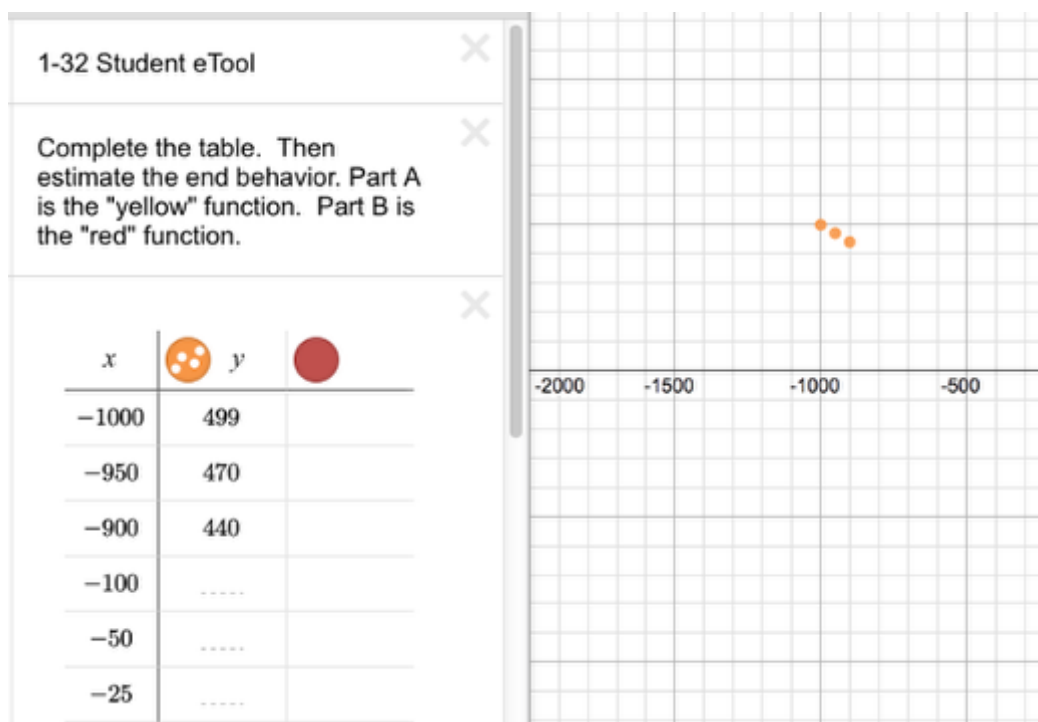 1-32 Student eTool
Complete the table. Then
estimate the end behavior. Part A
is the "yellow" function. Part B is
the "red" function.
x y
−1000 499
−950 470
−900 440
−100
−50
−25
-2000 -1500 -1000 -500